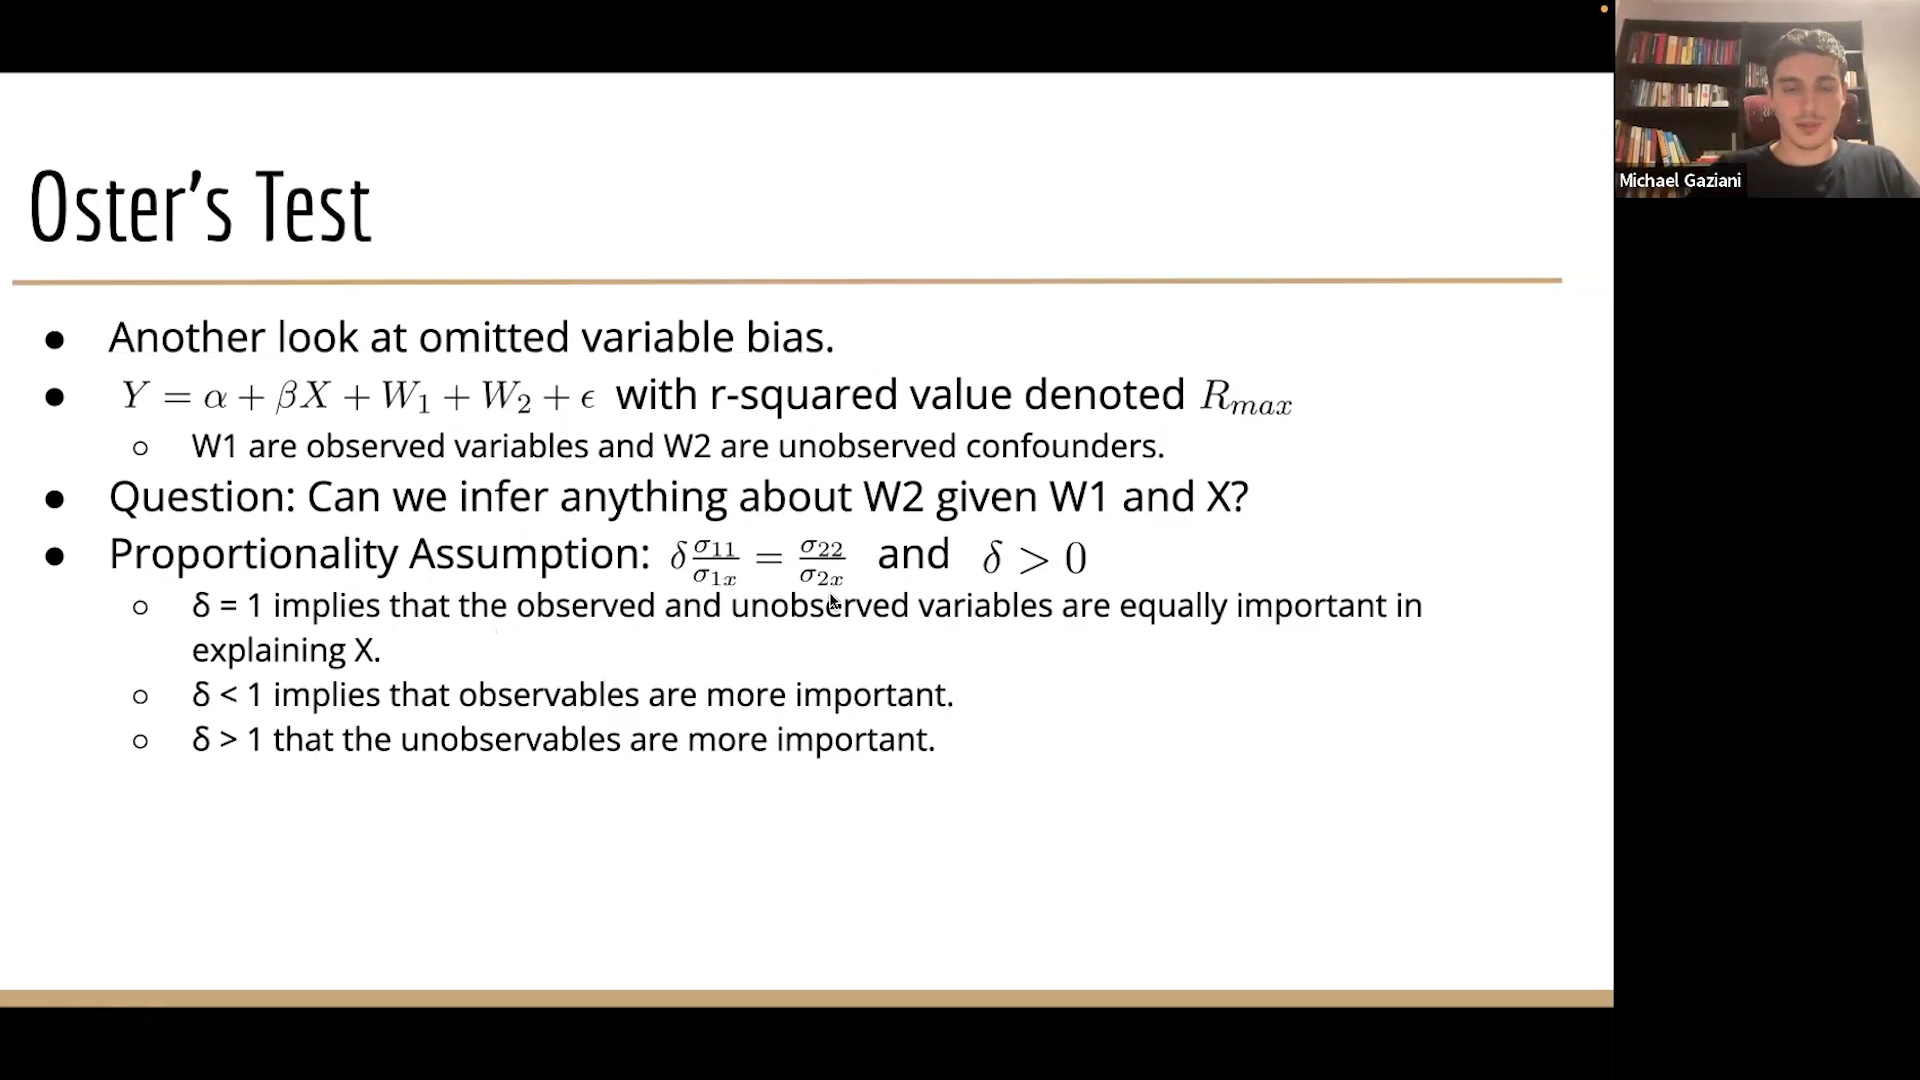 Oster's Test
● Another look at omitted variable bias.
● Y = α + βX + W₁ + W₂ + ϵ with r-squared value denoted Rₘₐₓ
○ W1 are observed variables and W2 are unobserved confounders.
● Question: Can we infer anything about W2 given W1 and X?
● Proportionality Assumption: δ σ₁₁/σ₁ₓ = σ₂₂/σ₂ₓ and δ > 0
○ δ = 1 implies that the observed and unobserved variables are equally important in
explaining X.
○ δ < 1 implies that observables are more important.
○ δ > 1 that the unobservables are more important.
Michael Gaziani